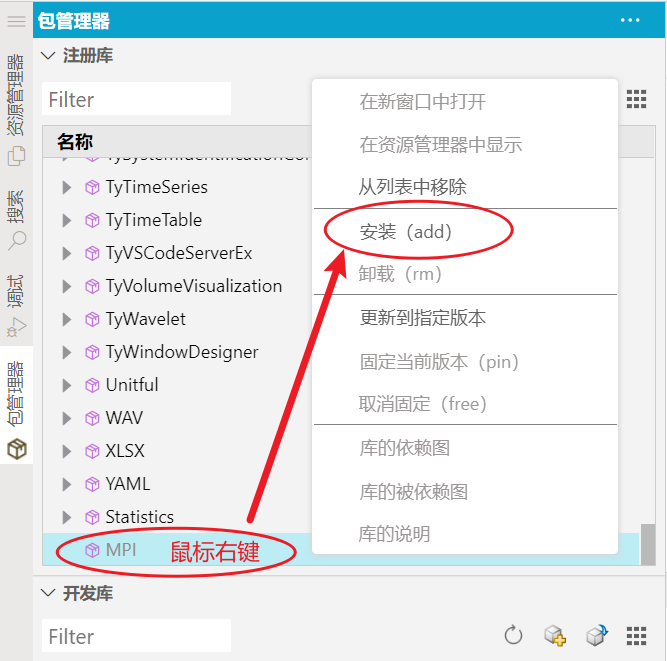 包管理器
注册库
Filter
名称
TySystemIdentificationCo
TyTimeSeries
TyTimeTable
TyVSCodeServerEx
TyVolumeVisualization
TyWavelet
TyWindowDesigner
Unitful
WAV
XLSX
YAML
Statistics
MPI 鼠标右键
在新窗口中打开
在资源管理器中显示
从列表中移除
安装（add）
卸载（rm）
更新到指定版本
固定当前版本（pin）
取消固定（free）
库的依赖图
库的被依赖图
库的说明
开发库
Filter
资源管理器
搜索
调试
包管理器